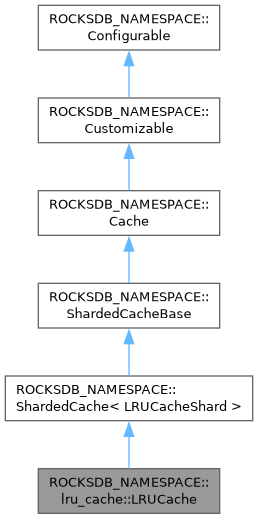 ROCKSDB_NAMESPACE::
Configurable
ROCKSDB_NAMESPACE::
Customizable
ROCKSDB_NAMESPACE::
Cache
ROCKSDB_NAMESPACE::
ShardedCacheBase
ROCKSDB_NAMESPACE::
ShardedCache< LRUCacheShard >
ROCKSDB_NAMESPACE::
lru_cache::LRUCache